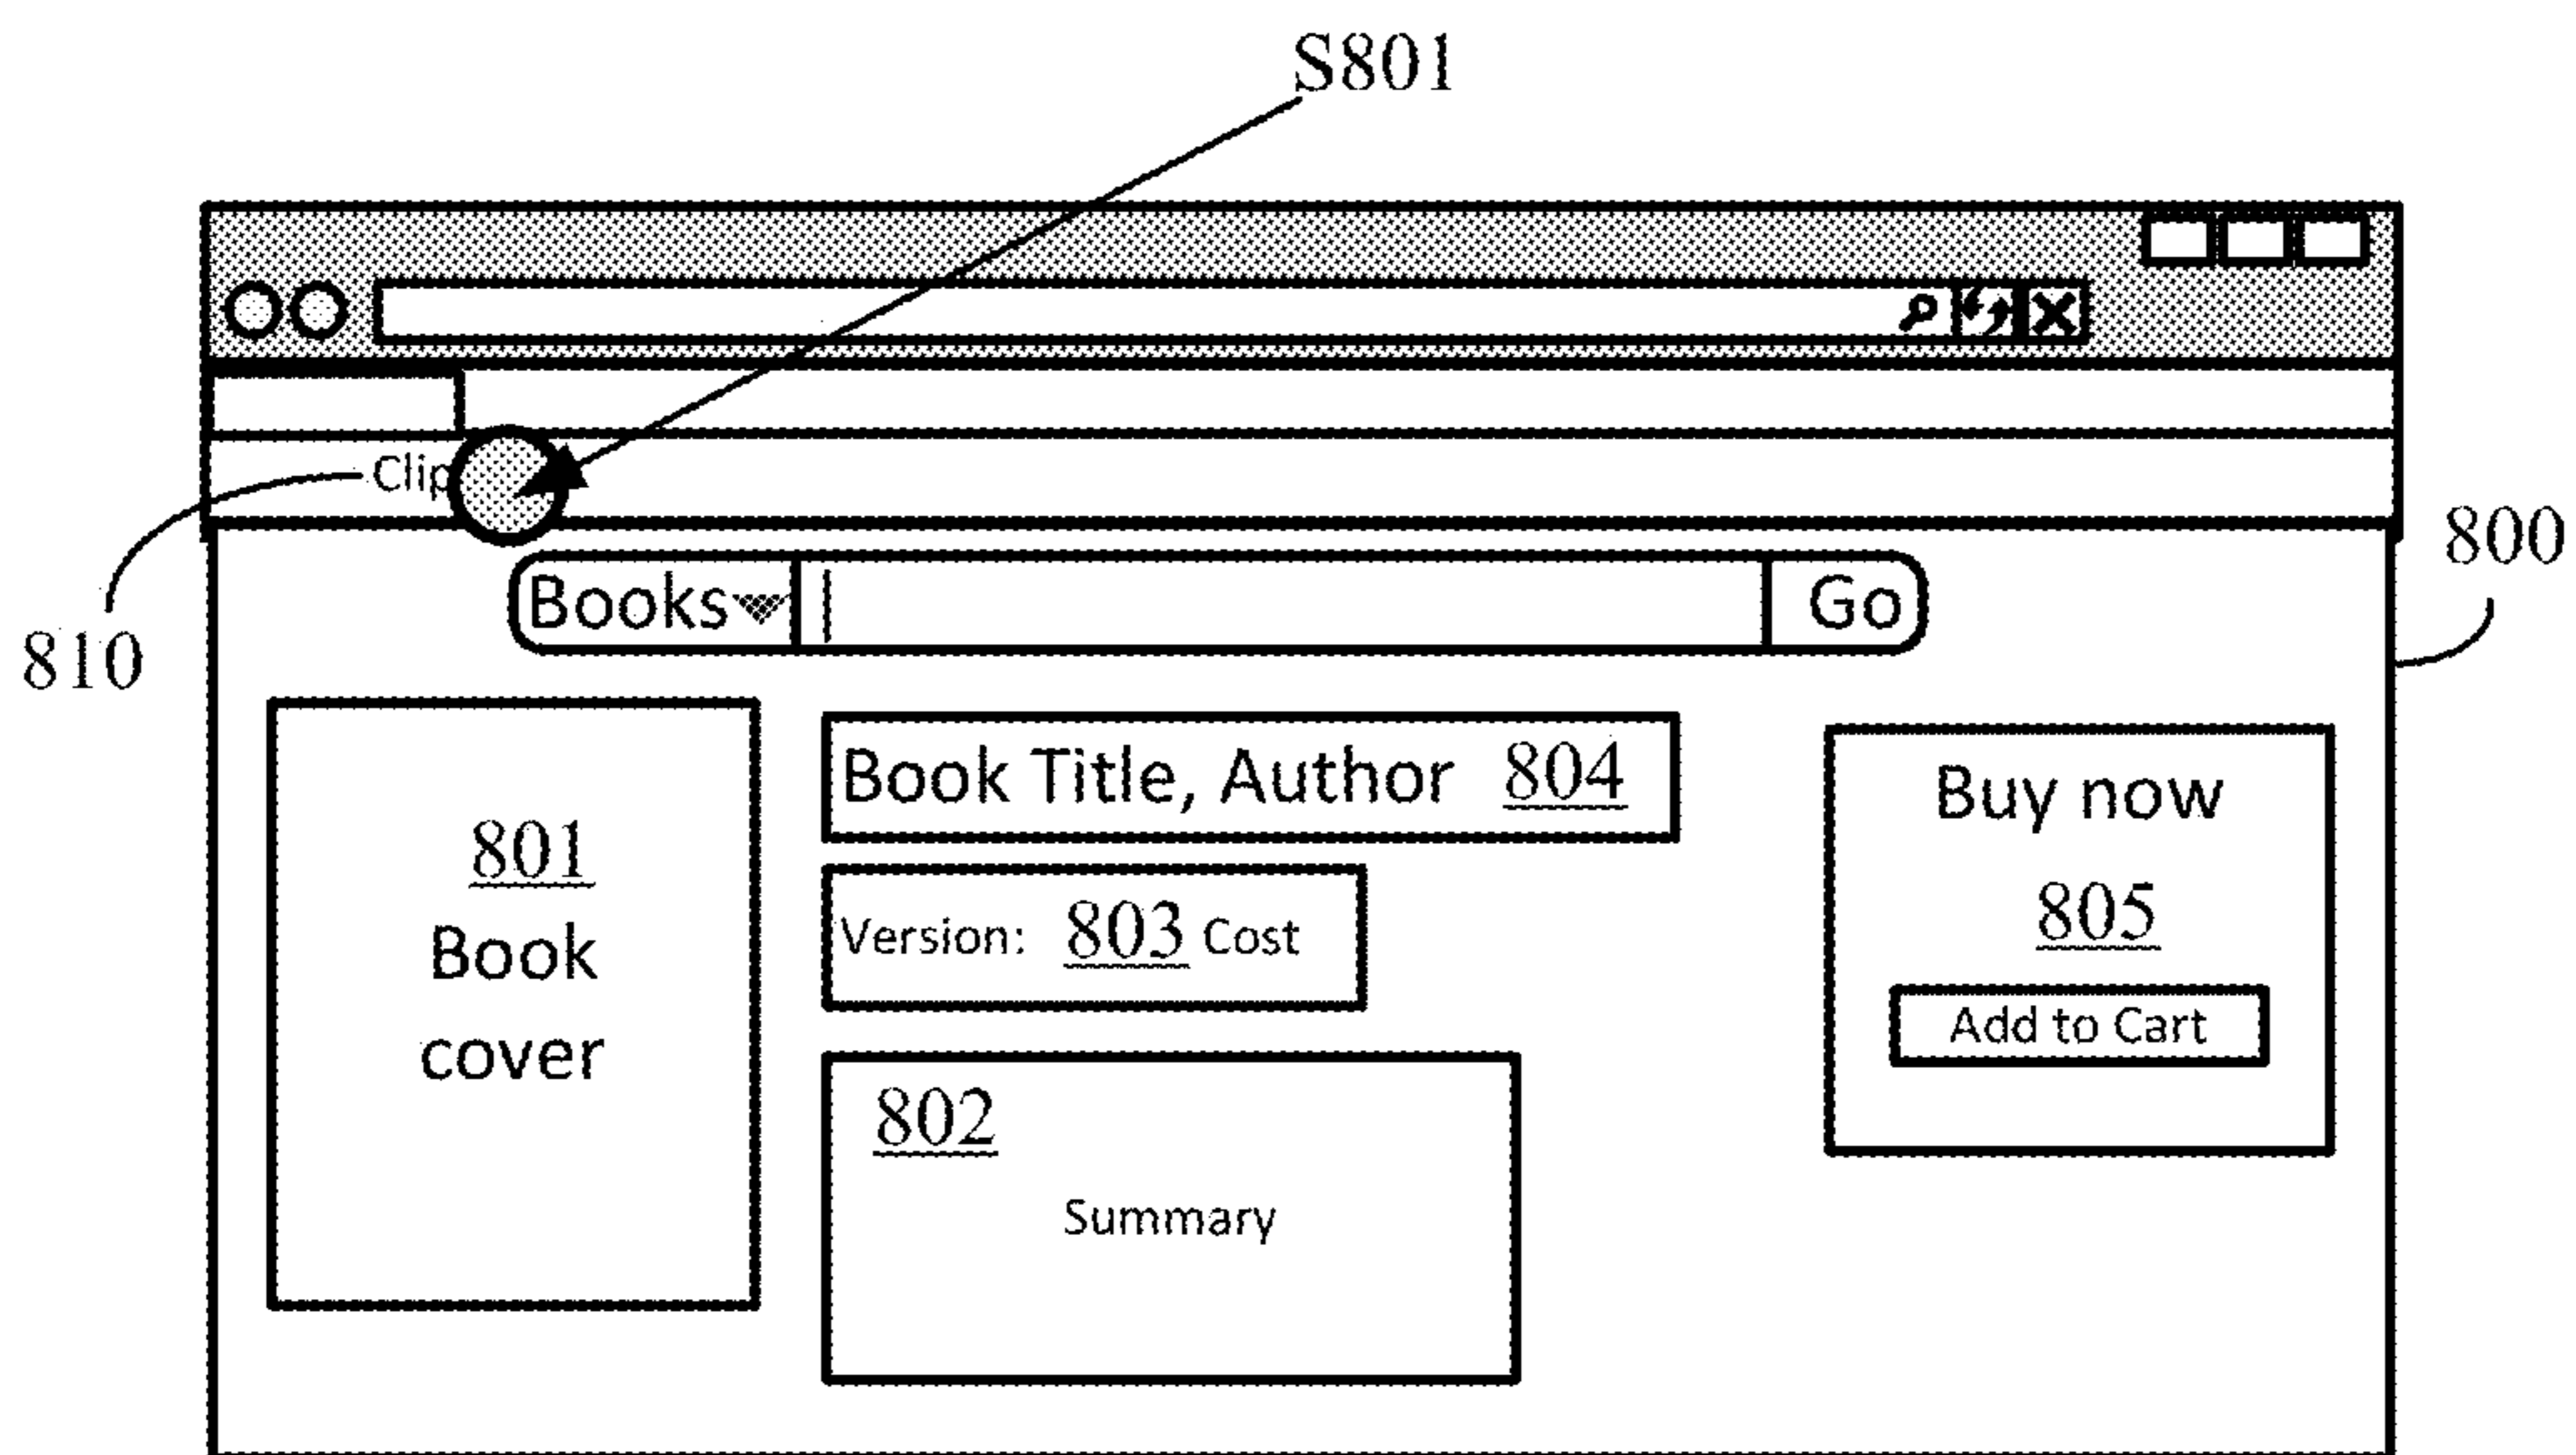 S801
Clip
800
Books Go
810
Book Title, Author 804
Buy now
801
Book
cover
Version: 803 Cost
805
Add to Cart
802
Summary